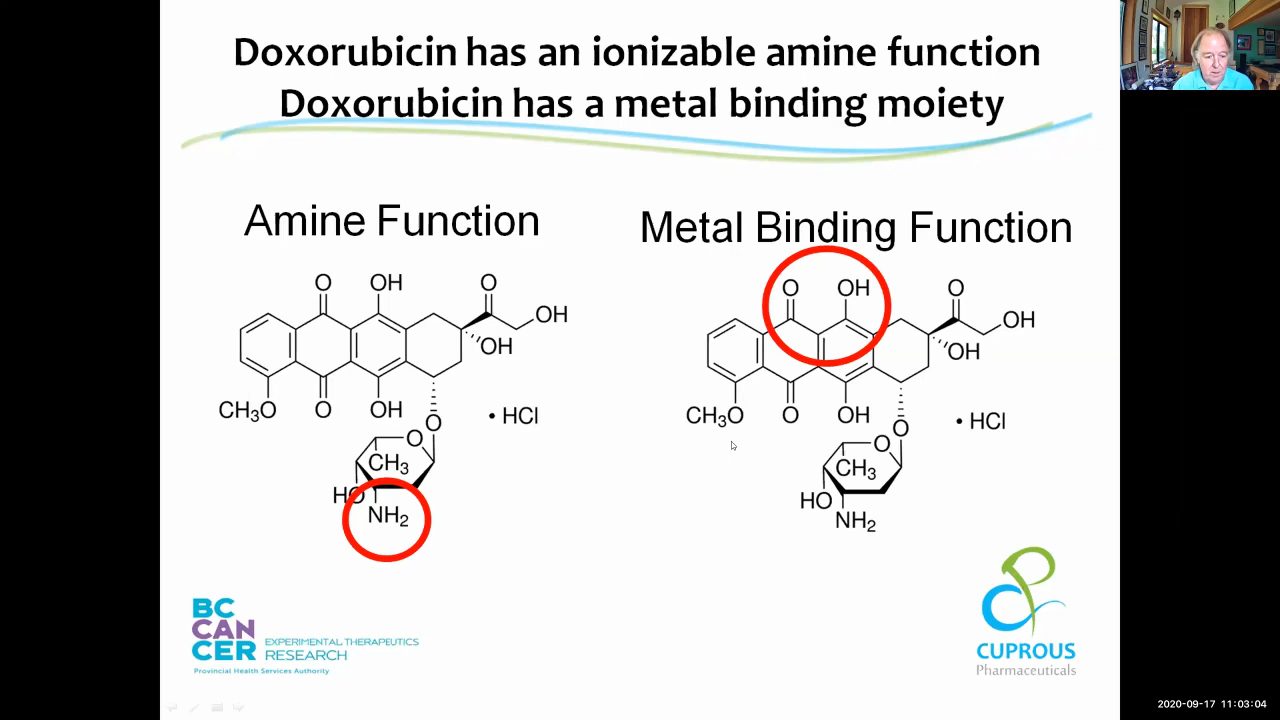 Doxorubicin has an ionizable amine function
Doxorubicin has a metal binding moiety
Amine Function
Metal Binding Function
O
OH
O
OH
OH
CH3O
O
OH
O
• HCl
O
CH3
HO
NH2
O
OH
O
OH
OH
CH3O
O
OH
O
• HCl
O
CH3
HO
NH2
BC
CAN
CER
EXPERIMENTAL THERAPEUTICS
RESEARCH
Provincial Health Services Authority
CUPROUS
Pharmaceuticals
2020-09-17 11:03:04